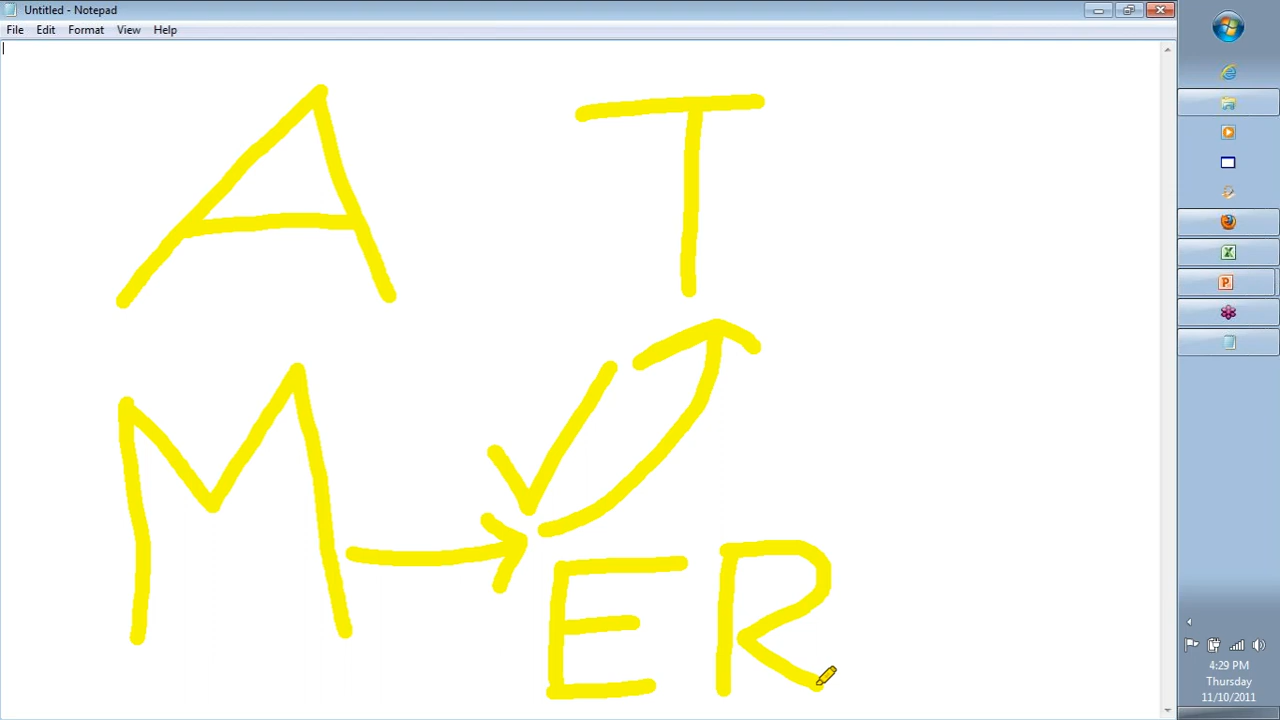 Untitled - Notepad
File Edit Format View Help
A T
M
ER
4:29 PM
Thursday
11/10/2011